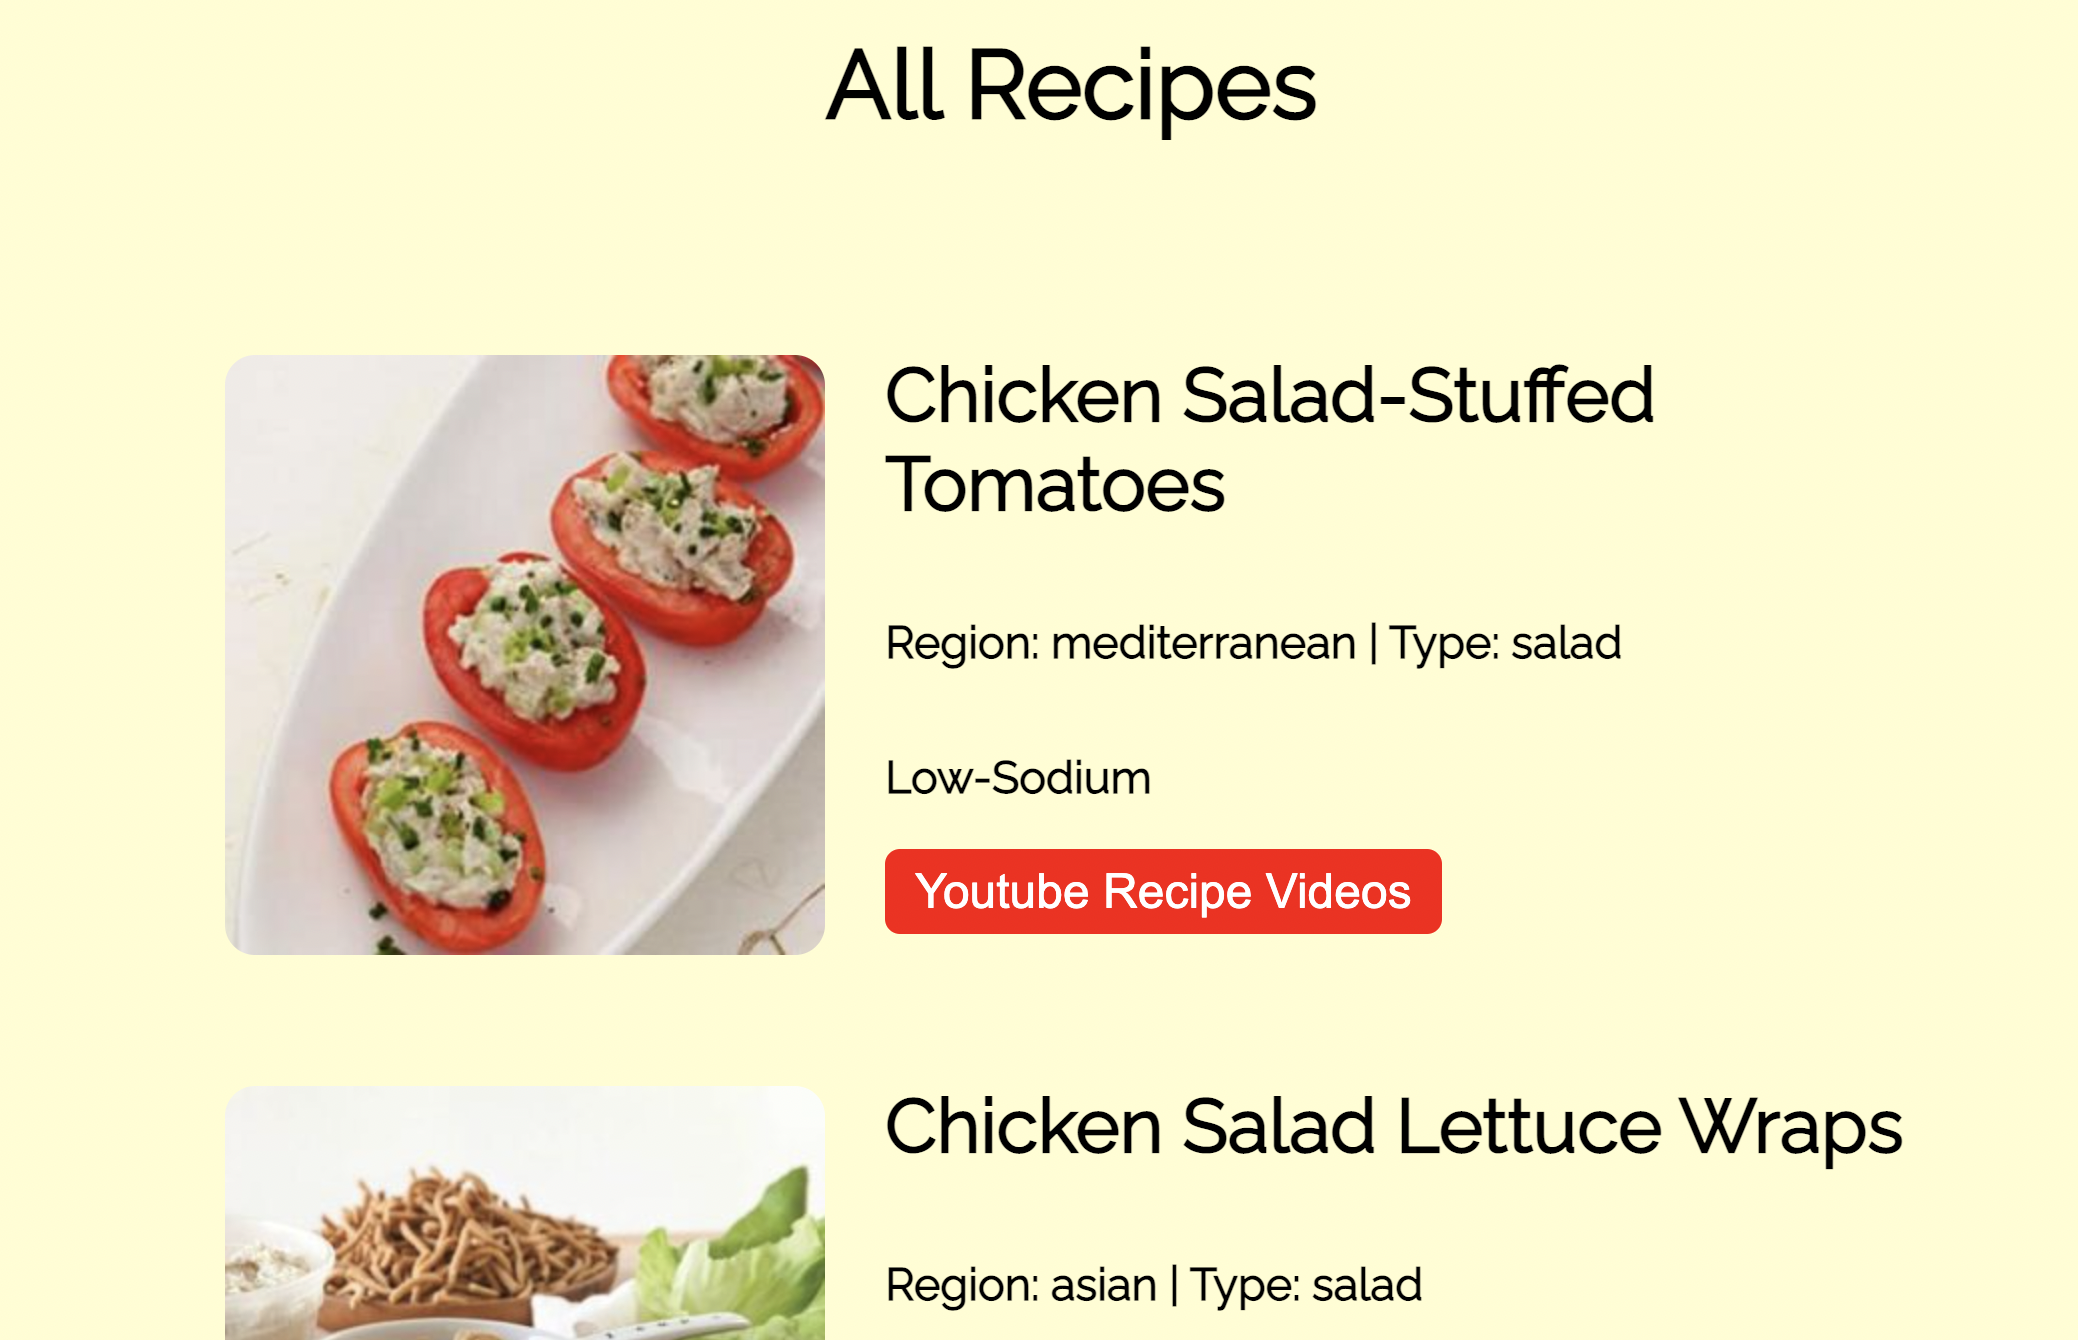 All Recipes
Chicken Salad-Stuffed
Tomatoes
Region: mediterranean | Type: salad
Low-Sodium
Youtube Recipe Videos
Chicken Salad Lettuce Wraps
Region: asian | Type: salad